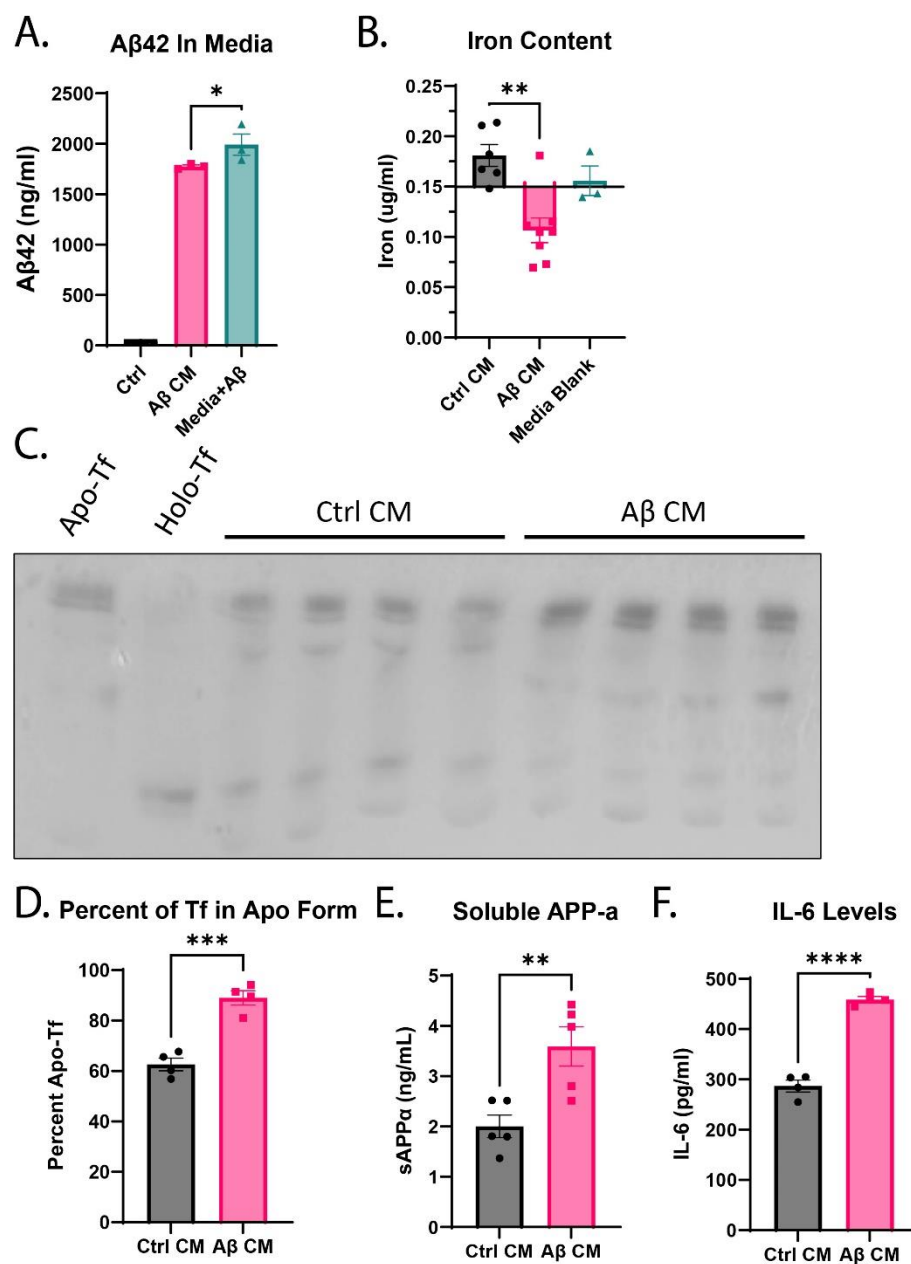 A.
Aβ42 In Media
*
Aβ42 (ng/ml)
2500
2000
1500
1000
500
0
Ctrl
Aβ CM
Media+Aβ
B.
Iron Content
**
Iron (ug/ml)
0.25
0.20
0.15
0.10
0.05
0.00
Ctrl CM
Aβ CM
Media Blank
C.
Apo-Tf
Holo-Tf
Ctrl CM
Aβ CM
D. Percent of Tf in Apo Form
***
Percent Apo-Tf
100
80
60
40
20
0
Ctrl CM
Aβ CM
E.
Soluble APP-a
**
sAPPα (ng/mL)
5
4
3
2
1
0
Ctrl CM
Aβ CM
F.
IL-6 Levels
****
IL-6 (pg/ml)
500
400
300
200
100
0
Ctrl CM
Aβ CM